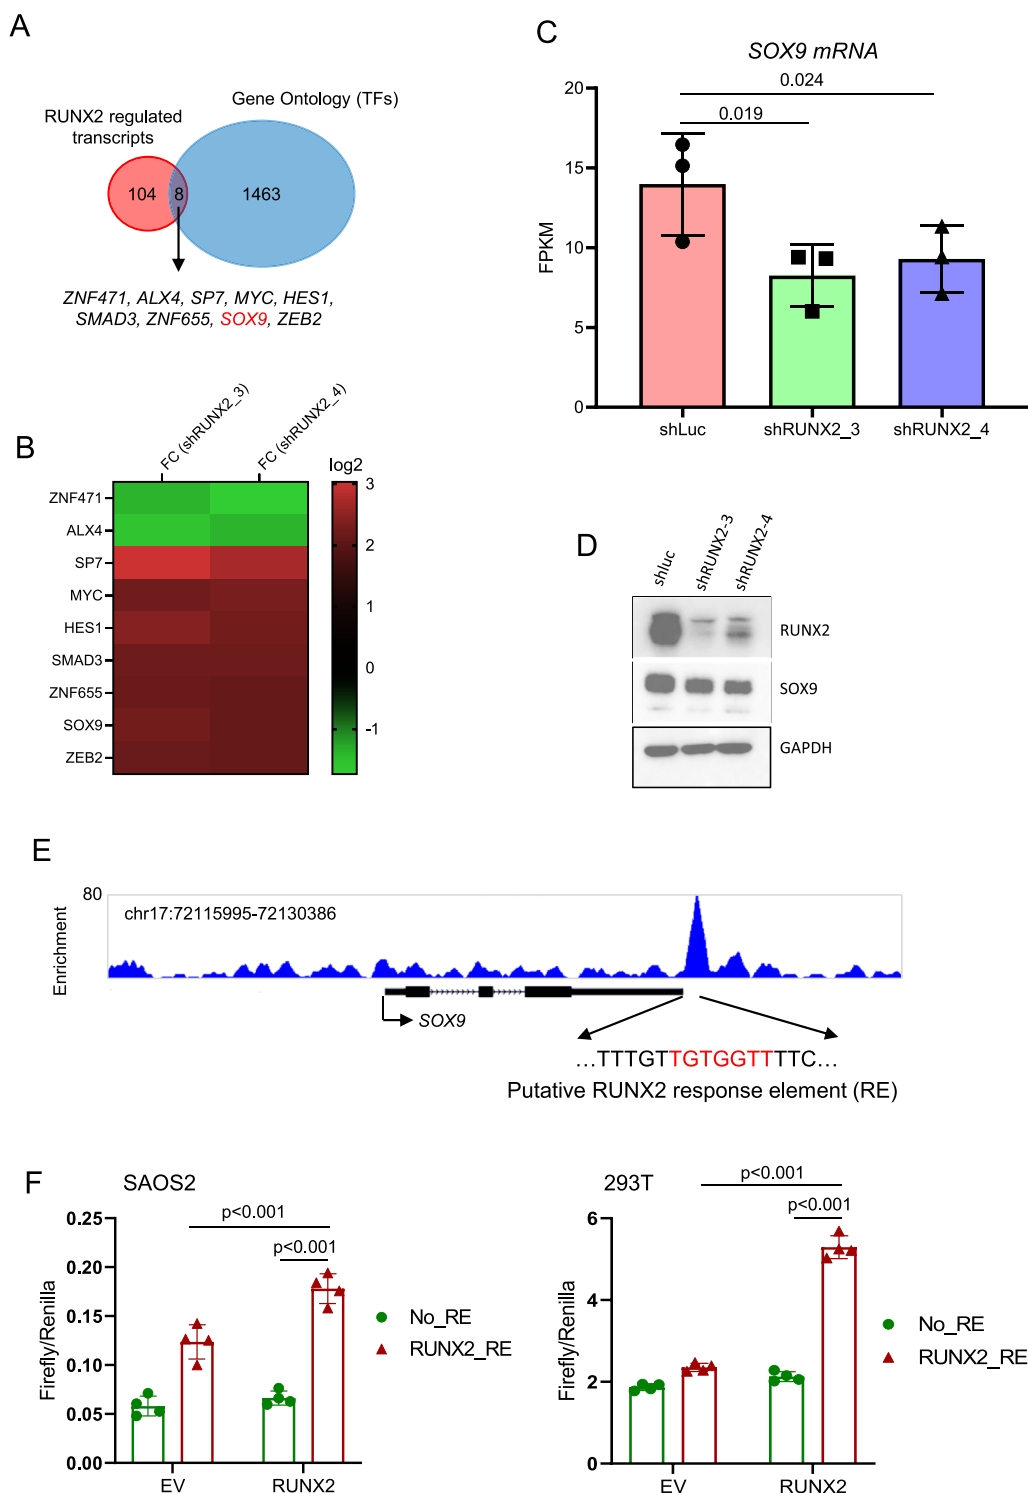 A
Gene Ontology (TFs)
RUNX2 regulated
transcripts
104
8
1463
ZNF471, ALX4, SP7, MYC, HES1,
SMAD3, ZNF655, SOX9, ZEB2
B
FC (shRUNX2_3)
FC (shRUNX2_4)
log2
ZNF471
ALX4
SP7
MYC
HES1
SMAD3
ZNF655
SOX9
ZEB2
3
2
1
0
-1
C
SOX9 mRNA
0.024
0.019
FPKM
20
15
10
5
0
shLuc
shRUNX2_3
shRUNX2_4
D
shluc
shRUNX2-3
shRUNX2-4
RUNX2
SOX9
GAPDH
E
80
Enrichment
chr17:72115995-72130386
SOX9
...TTTGTTGTGGTTTTC...
Putative RUNX2 response element (RE)
F
SAOS2
p<0.001
p<0.001
Firefly/Renilla
0.25
0.20
0.15
0.10
0.05
0.00
EV
RUNX2
No_RE
RUNX2_RE
293T
p<0.001
p<0.001
Firefly/Renilla
6
4
2
0
EV
RUNX2
No_RE
RUNX2_RE